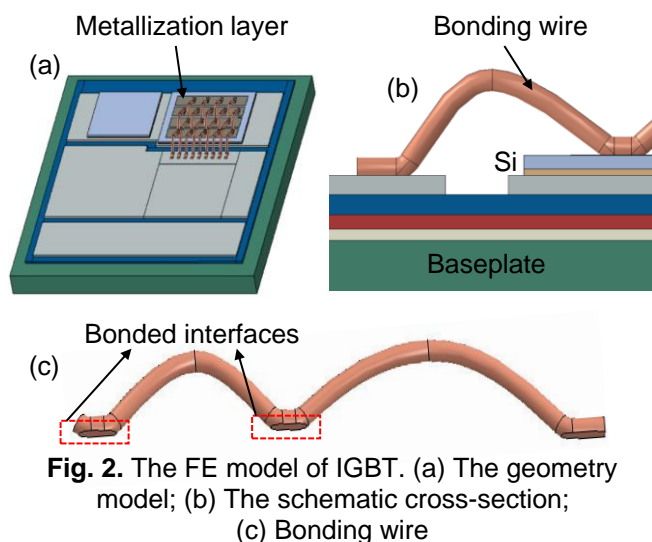 Metallization layer
Bonding wire
(a)
(b)
Si
Baseplate
Bonded interfaces
(c)
Fig. 2. The FE model of IGBT. (a) The geometry
model; (b) The schematic cross-section;
(c) Bonding wire